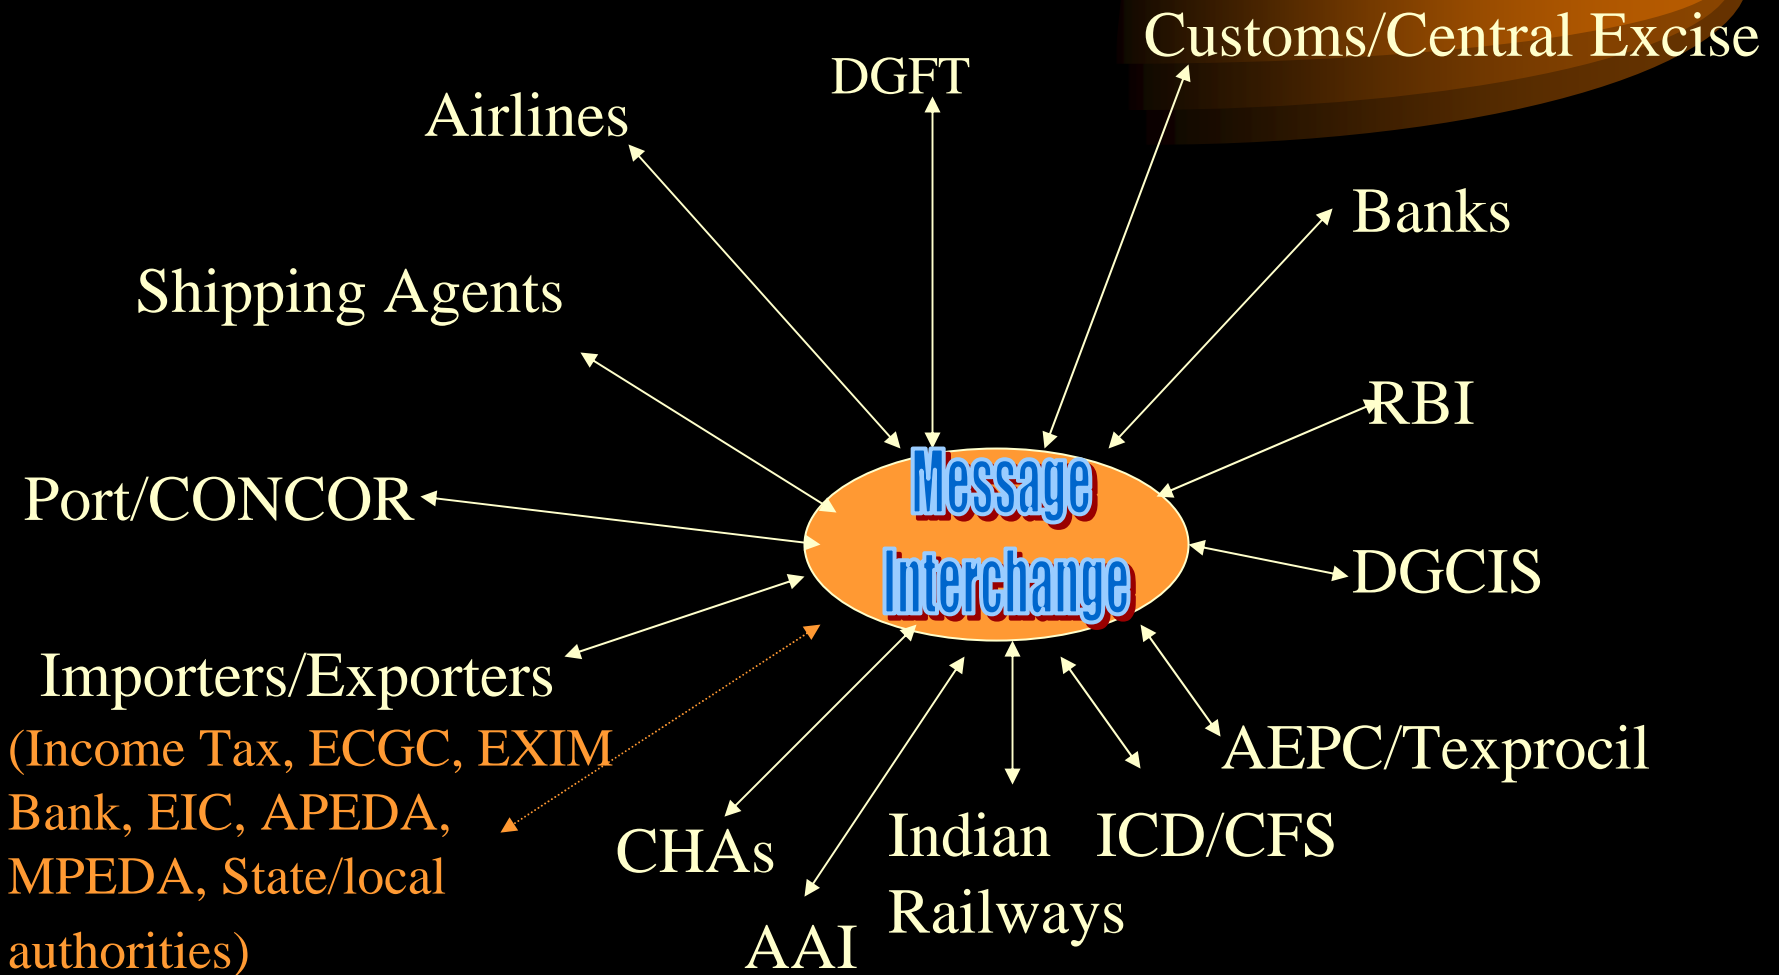 Customs/Central Excise
DGFT
Airlines
Banks
Shipping Agents
RBI
Message
Port/CONCOR
Interchange
DGCIS
Importers/Exporters
(Income Tax, ECGC, EXIM
Bank, EIC, APEDA,
MPEDA, State/local
authorities)
AEPC/Texprocil
CHAs
Indian
Railways
ICD/CFS
AAI